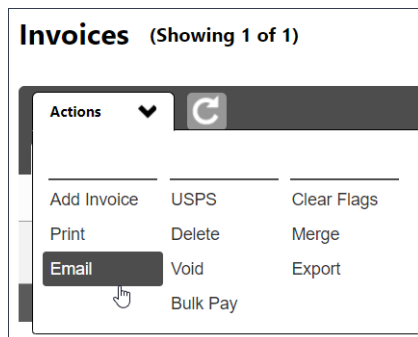 Invoices (Showing 1 of 1)
Actions
Add Invoice USPS Clear Flags
Print Delete Merge
Email Void Export
Bulk Pay